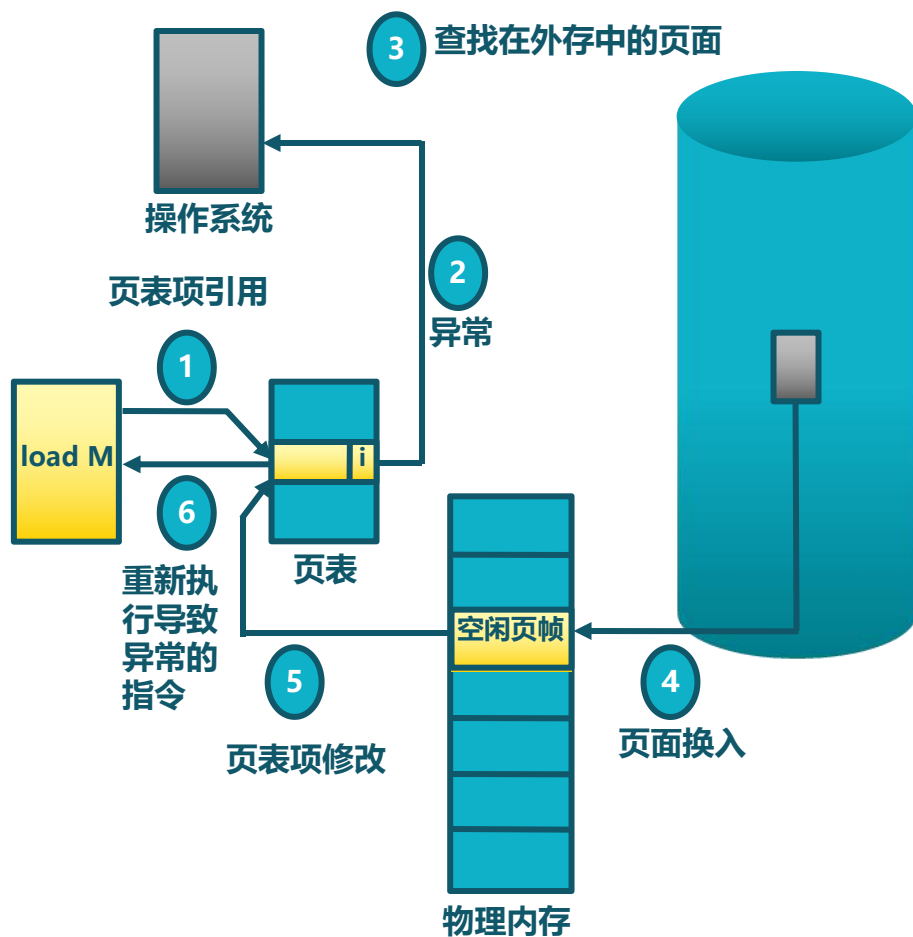 3
查找在外存中的页面
操作系统
2
异常
页表项引用
1
load M
i
6
重新执
行导致
异常的
指令
页表
空闲页帧
5
页表项修改
4
页面换入
物理内存